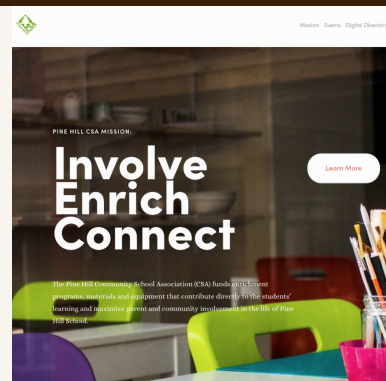 Mission Events Digital Directory
PINE HILL CSA MISSION:
Involve
Enrich
Connect
Learn More
The Pine Hill Community School Association (CSA) funds enrichment
programs, materials and equipment that contribute directly to the students'
learning and maximize parent and community involvement in the life of Pine
Hill School.